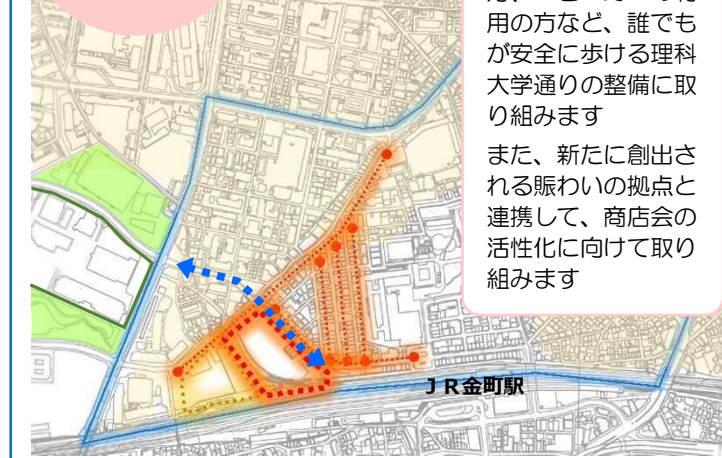 用の方など、誰でも
が安全に歩ける理科
大学通りの整備に取
り組みます
また、新たに創出さ
れる賑わいの拠点と
連携して、商店会の
活性化に向けて取り
組みます
ＪＲ金町駅